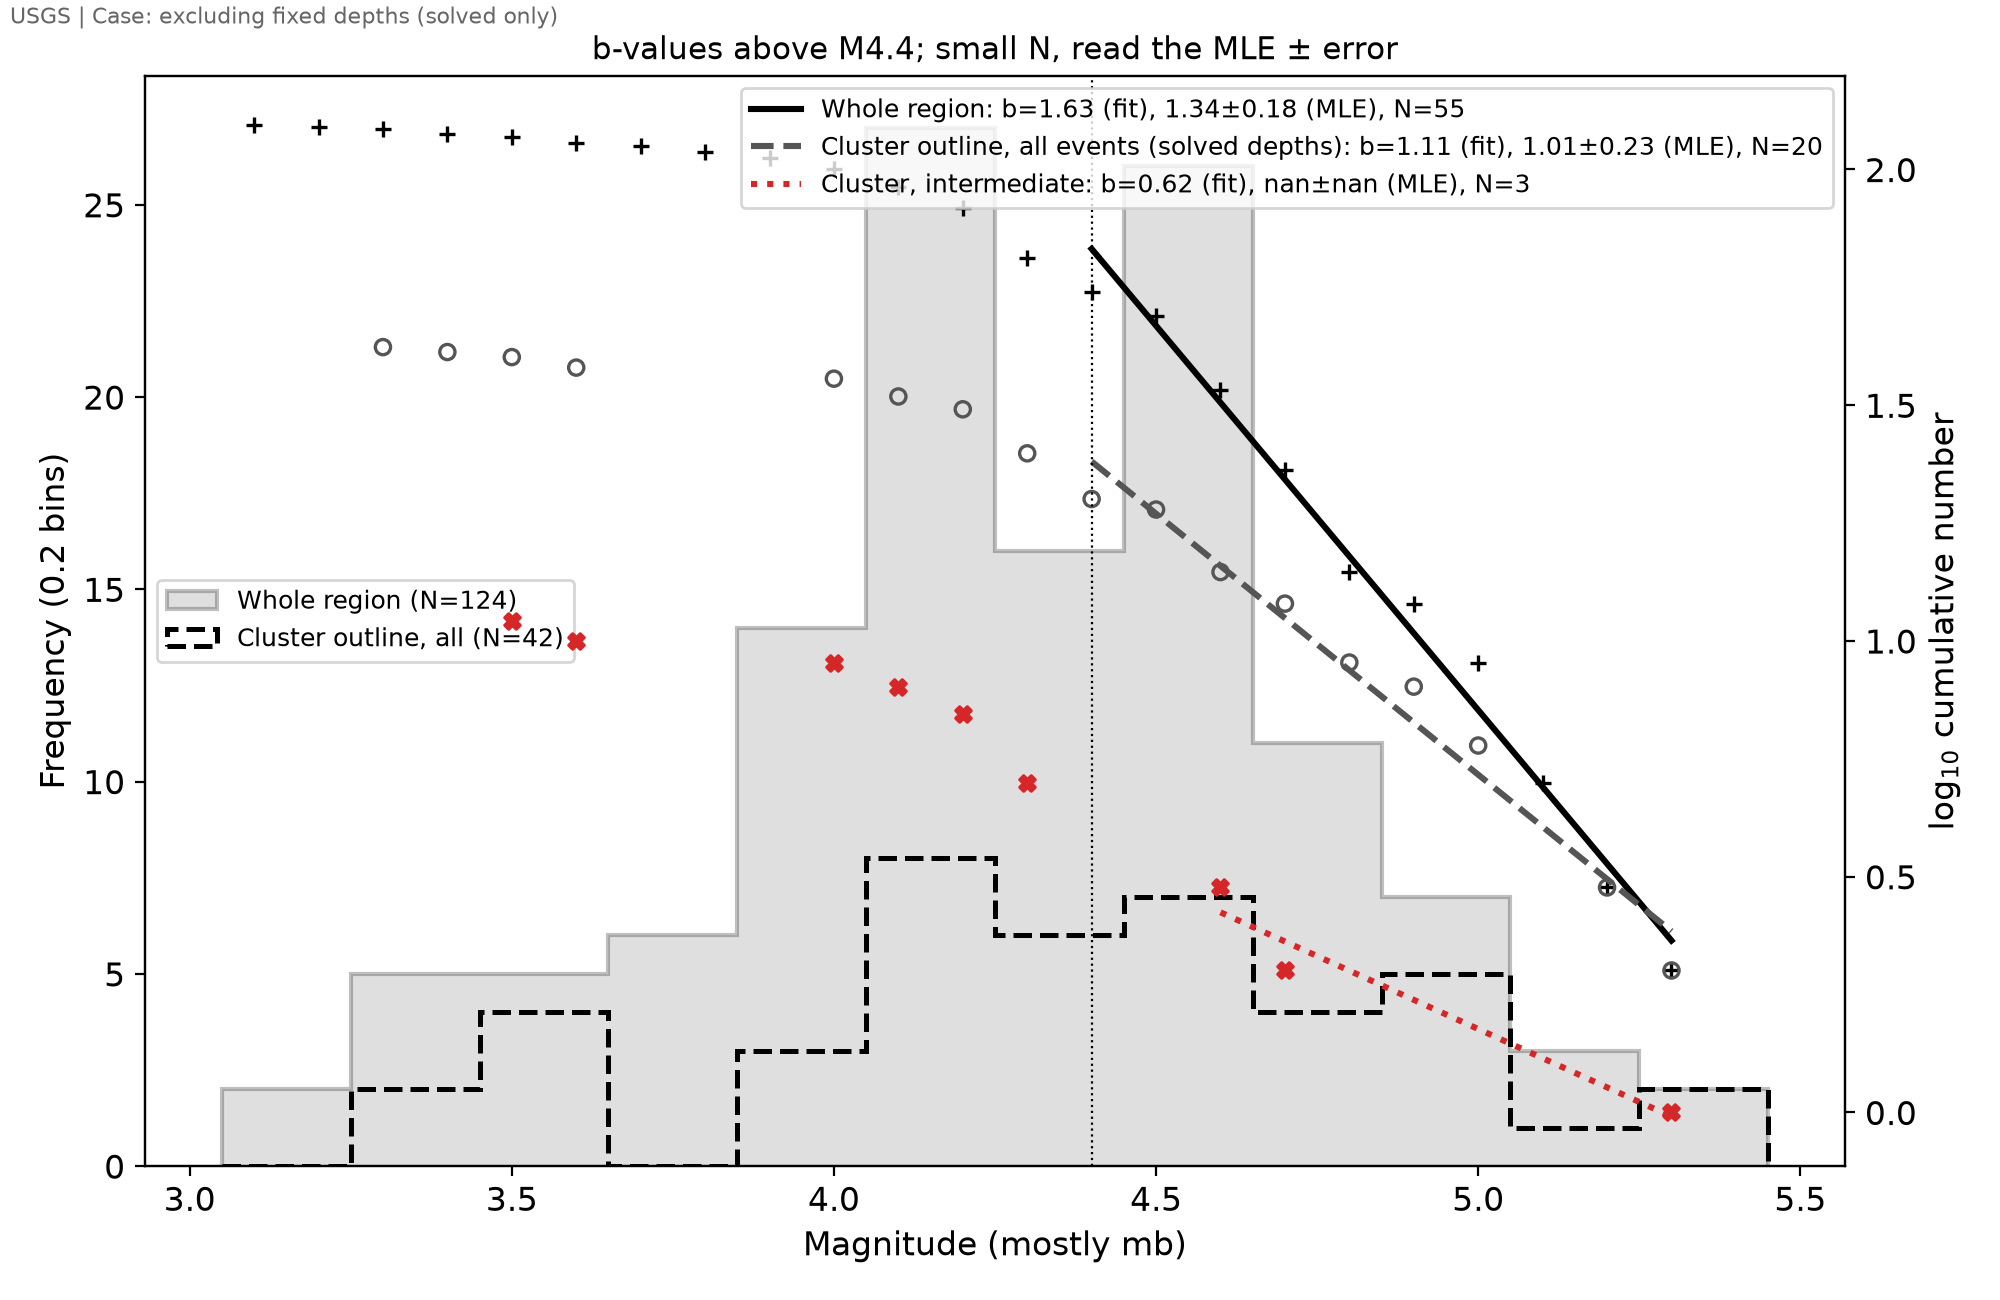 USGS | Case: excluding fixed depths (solved only)
b-values above M4.4; small N, read the MLE ± error
Whole region: b=1.63 (fit), 1.34±0.18 (MLE), N=55
Cluster outline, all events (solved depths): b=1.11 (fit), 1.01±0.23 (MLE), N=20
Cluster, intermediate: b=0.62 (fit), nan±nan (MLE), N=3
Whole region (N=124)
Cluster outline, all (N=42)
Frequency (0.2 bins)
25
20
15
10
5
0
2.0
1.5
1.0
0.5
0.0
log₁₀ cumulative number
3.0 3.5 4.0 4.5 5.0 5.5
Magnitude (mostly mb)